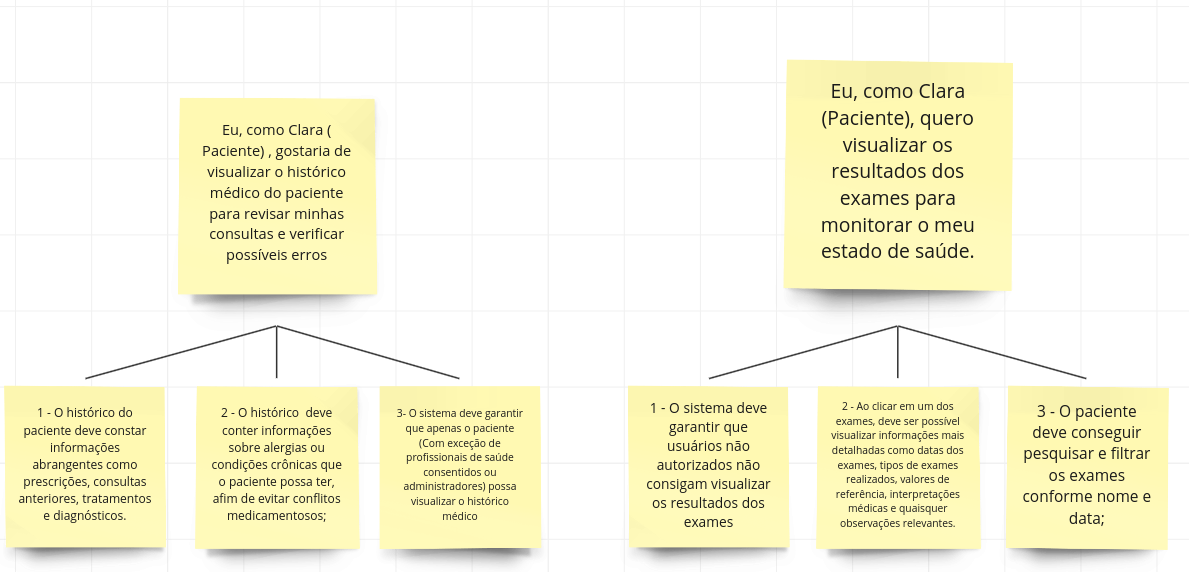 Eu, como Clara (
Paciente) , gostaria de
visualizar o histórico
médico do paciente
para revisar minhas
consultas e verificar
possíveis erros
Eu, como Clara
(Paciente), quero
visualizar os
resultados dos
exames para
monitorar o meu
estado de saúde.
1 - O histórico do
paciente deve constar
informações
abrangentes como
prescrições, consultas
anteriores, tratamentos
e diagnósticos.
2 - O histórico deve
conter informações
sobre alergias ou
condições crônicas que
o paciente possa ter,
afim de evitar conflitos
medicamentosos;
3- O sistema deve garantir
que apenas o paciente
(Com exceção de
profissionais de saúde
consentidos ou
administradores) possa
visualizar o histórico
médico
1 - O sistema deve
garantir que
usuários não
autorizados não
consigam visualizar
os resultados dos
exames
2 - Ao clicar em um dos
exames, deve ser possível
visualizar informações mais
detalhadas como datas dos
exames, tipos de exames
realizados, valores de
referência, interpretações
médicas e quaisquer
observações relevantes.
3 - O paciente
deve conseguir
pesquisar e filtrar
os exames
conforme nome e
data;